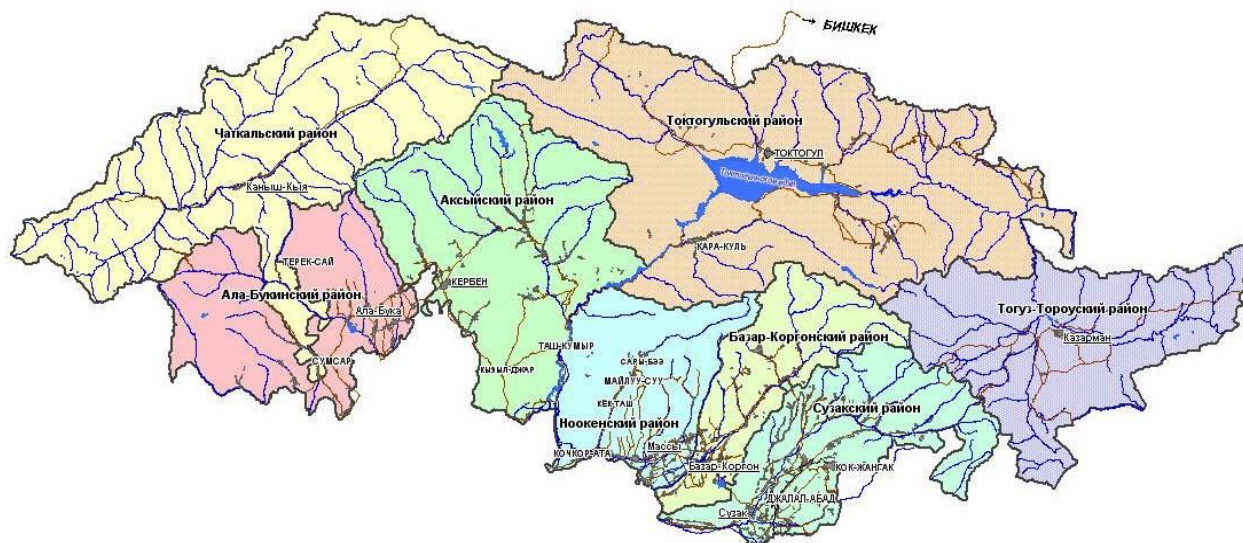 БИШКЕК
Токтогульский район
Чаткальский район
ТОКТОГУЛ
Каныш-Кыя
Аксыйский район
КАРА-КУЛЬ
ТЕРЕК-САЙ
КЕРБЕН
Ала-Букинский район
Ала-Бука
Тогуз-Тороуский район
Казарман
Базар-Коргонский район
ТАШ-КУМЫР
СУМСАР
САРЫ-БЭЭ
КЫЗЫЛ-ДЖАР
МАЙЛУУ-СУУ
КЁК-ТАШ
Сузакский район
Ноокенский район
Массы
КОЧКОР-АТА
Базар-Коргон
КОК-ЖАНГАК
ДЖАЛАЛ-АБАД
Сузак